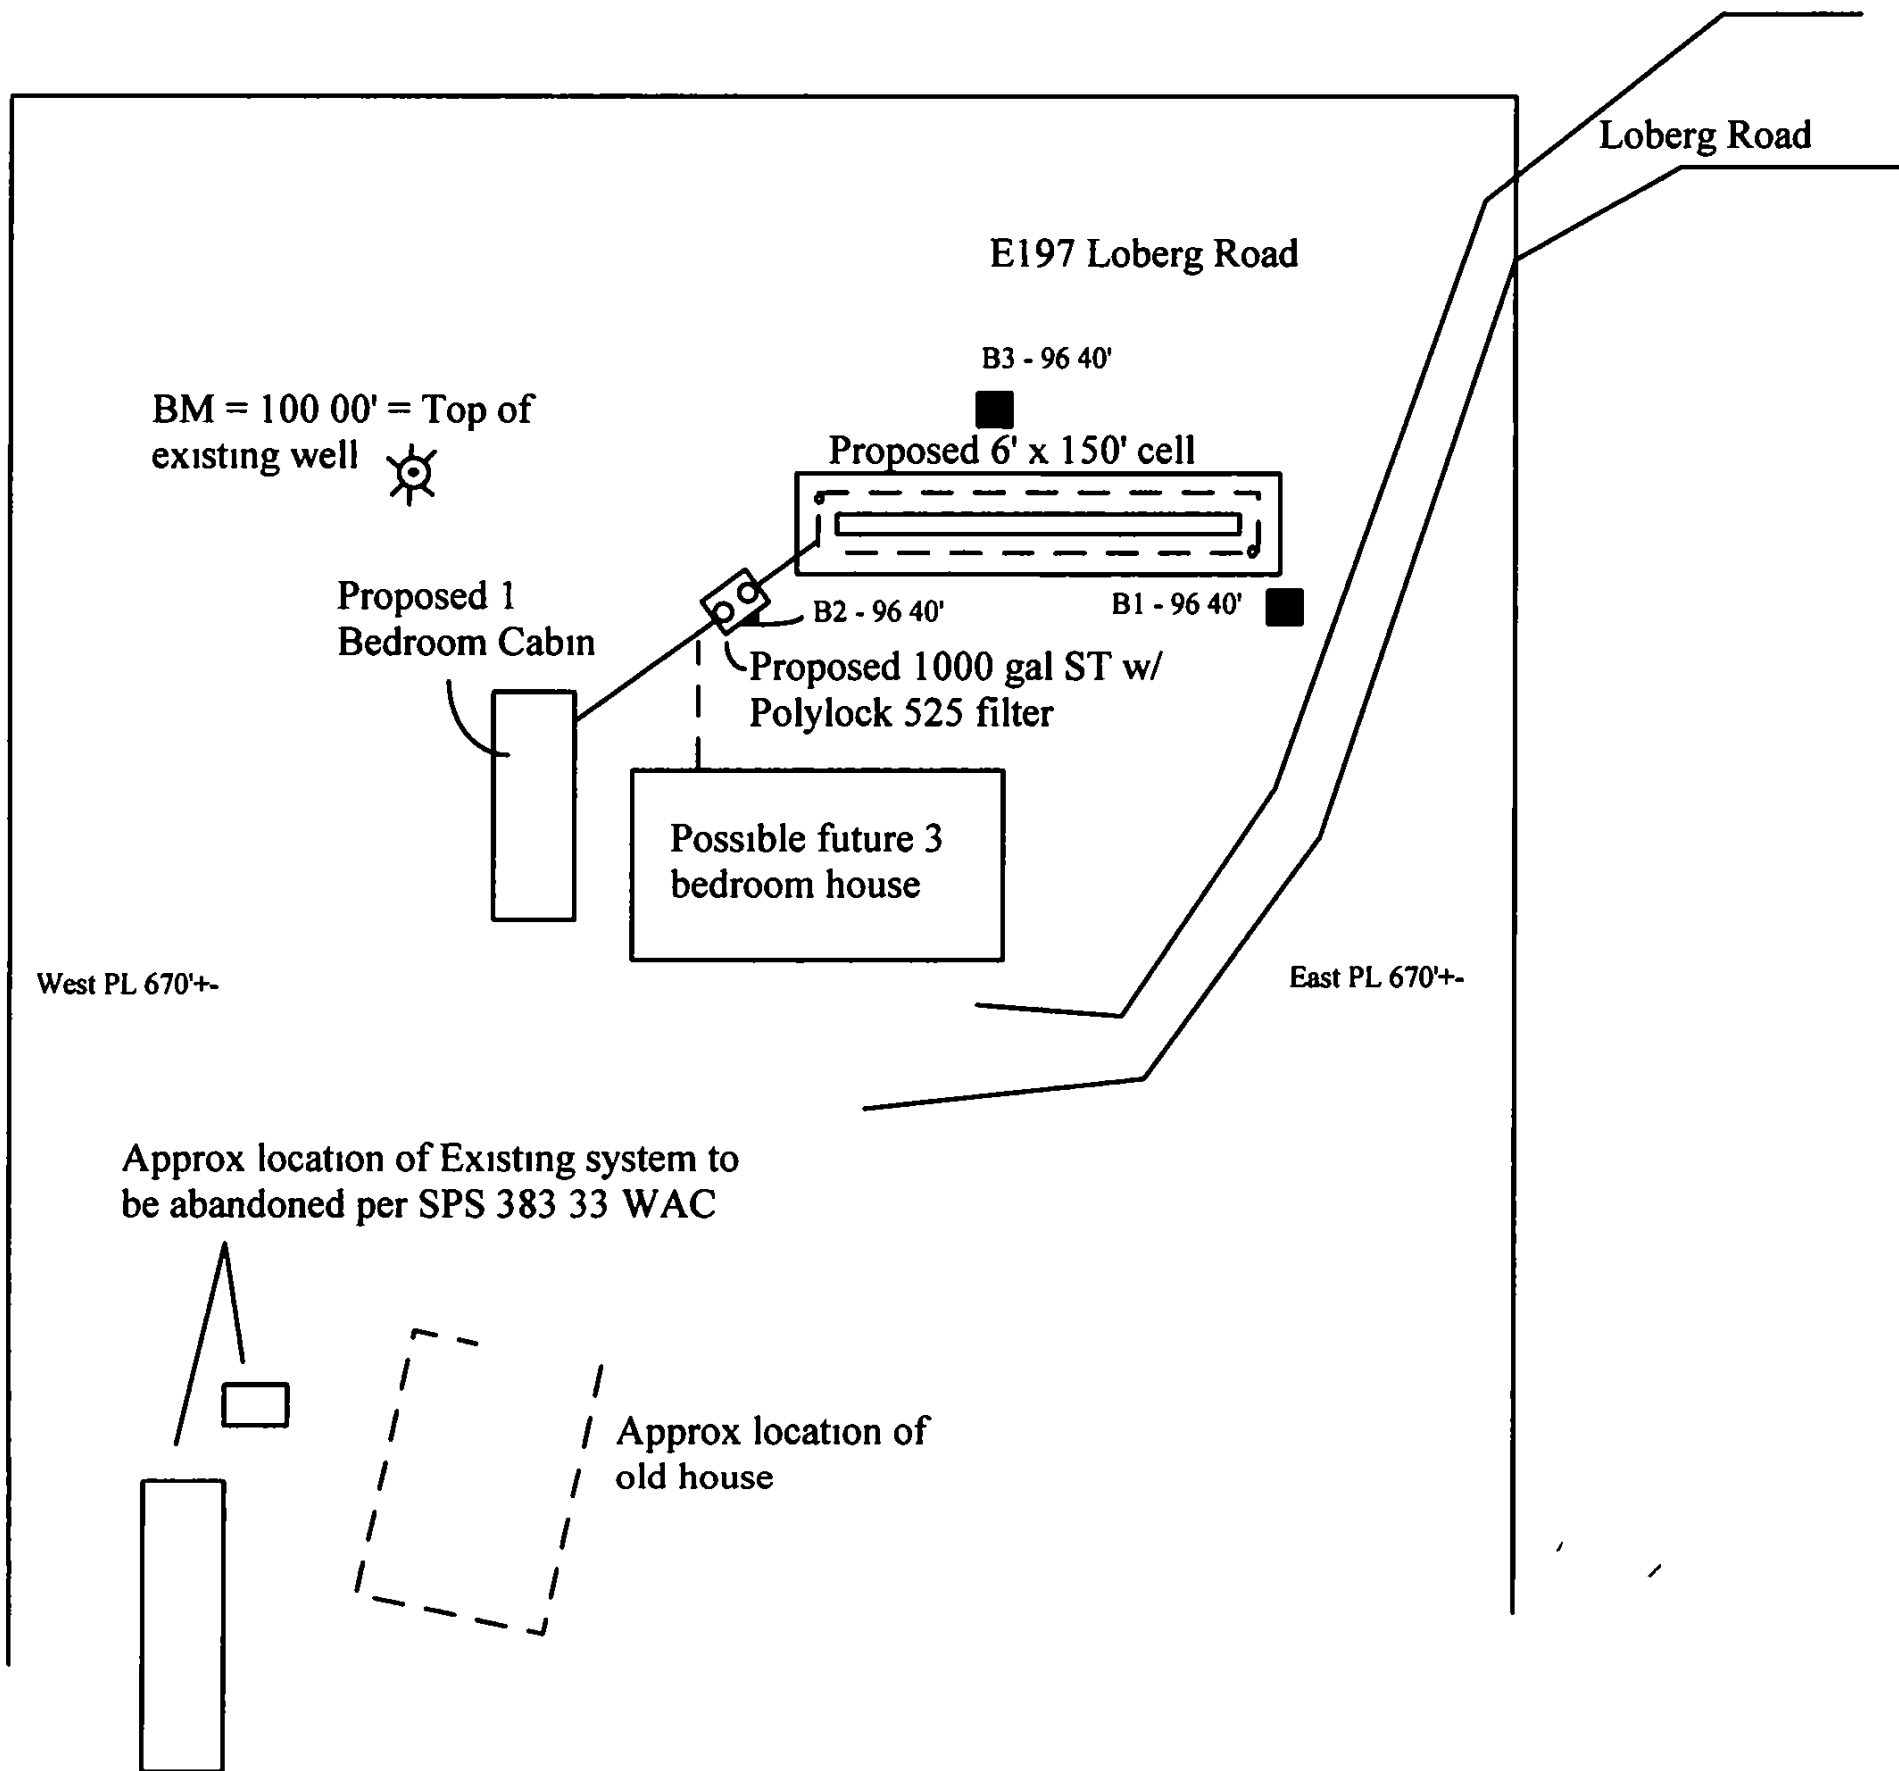 Loberg Road
E197 Loberg Road
B3 - 96 40'
BM = 100 00' = Top of
existing well
Proposed 6' x 150' cell
Proposed 1
Bedroom Cabin
B2 - 96 40'
B1 - 96 40'
Proposed 1000 gal ST w/
Polylock 525 filter
Possible future 3
bedroom house
West PL 670'+-
East PL 670'+-
Approx location of Existing system to
be abandoned per SPS 383 33 WAC
Approx location of
old house